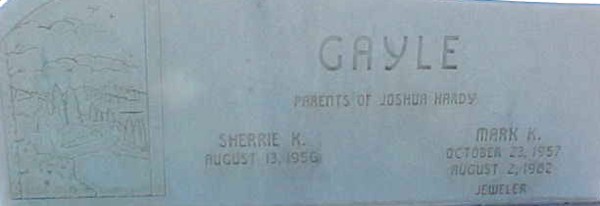 GAYLE
PARENTS OF JOSHUA HARDY
SHERRIE K.
AUGUST 13, 1956
MARK K.
OCTOBER 23, 1957
AUGUST 2, 1982
JEWELER